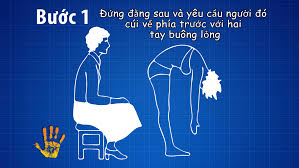 Bước 1
Đứng đằng sau và yêu cầu người đó
cúi về phía trước với hai
tay buông lỏng